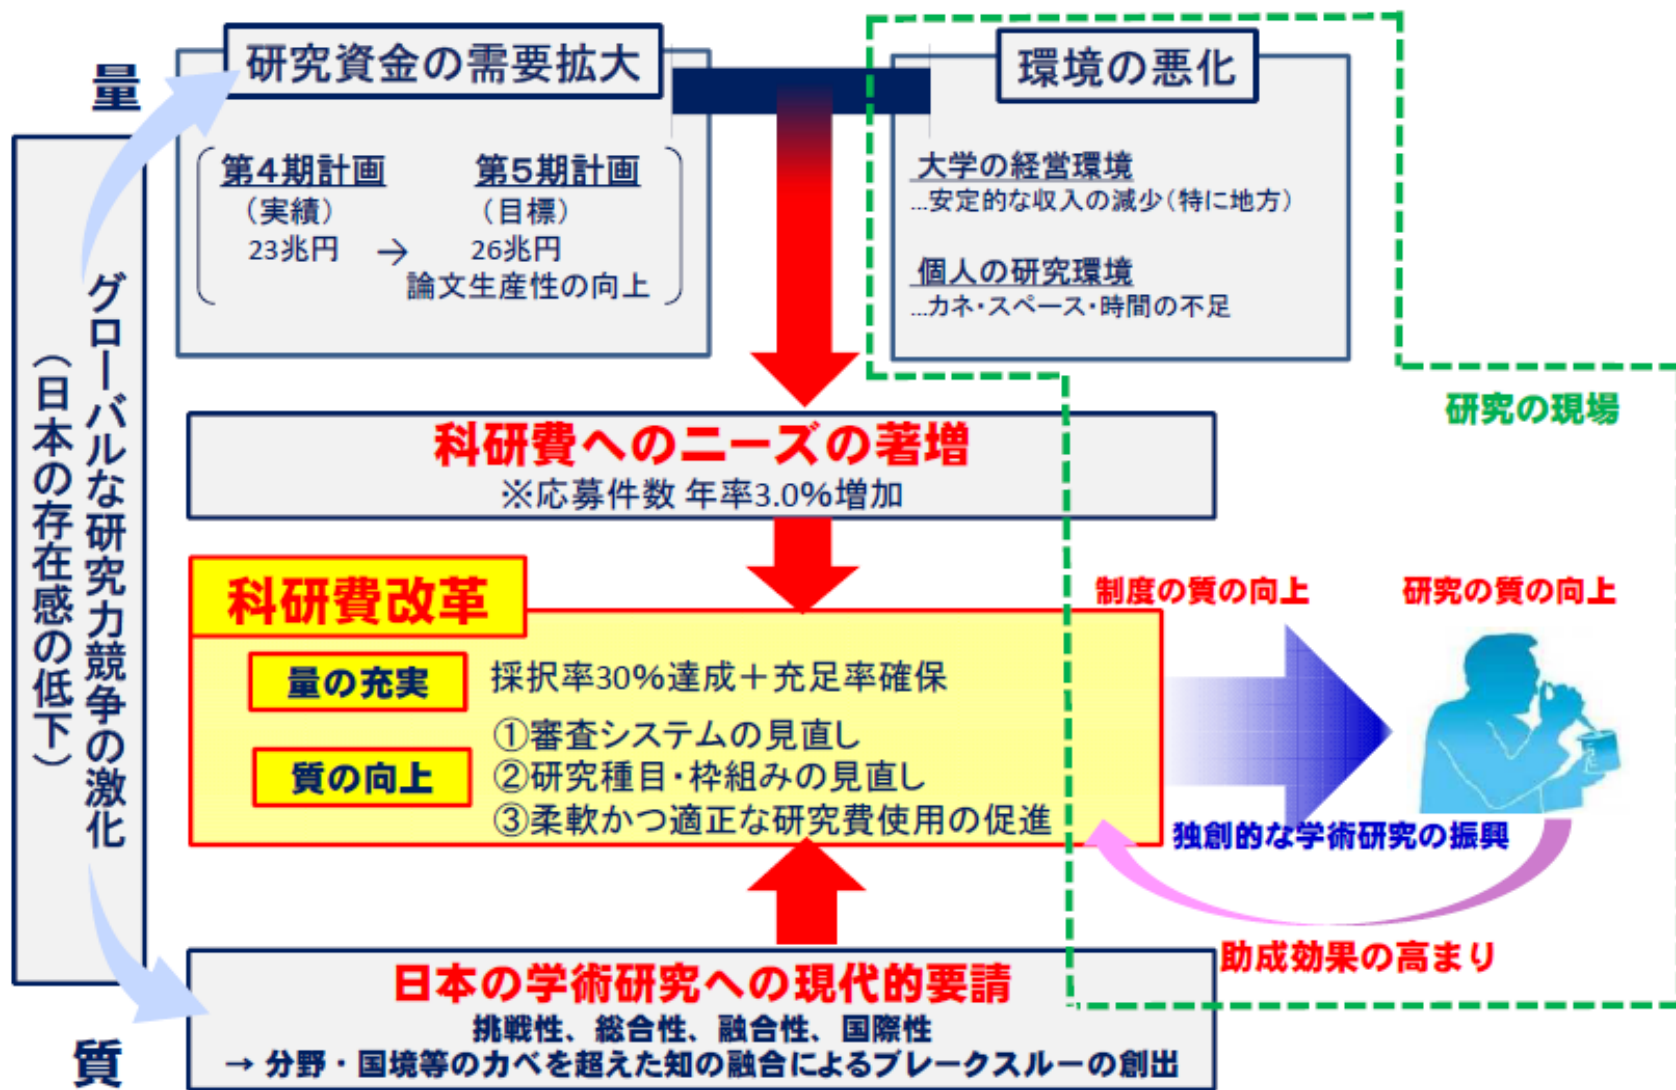 量
グローバルな研究力競争の激化
（日本の存在感の低下）
質
研究資金の需要拡大
第4期計画 第5期計画
（実績） （目標）
23兆円 → 26兆円
論文生産性の向上
環境の悪化
大学の経営環境
…安定的な収入の減少（特に地方）
個人の研究環境
…カネ・スペース・時間の不足
研究の現場
科研費へのニーズの著増
※応募件数 年率3.0%増加
科研費改革
量の充実 採択率30%達成＋充足率確保
質の向上
①審査システムの見直し
②研究種目・枠組みの見直し
③柔軟かつ適正な研究費使用の促進
制度の質の向上 研究の質の向上
独創的な学術研究の振興
助成効果の高まり
日本の学術研究への現代的要請
挑戦性、総合性、融合性、国際性
→ 分野・国境等のカベを超えた知の融合によるブレークスルーの創出